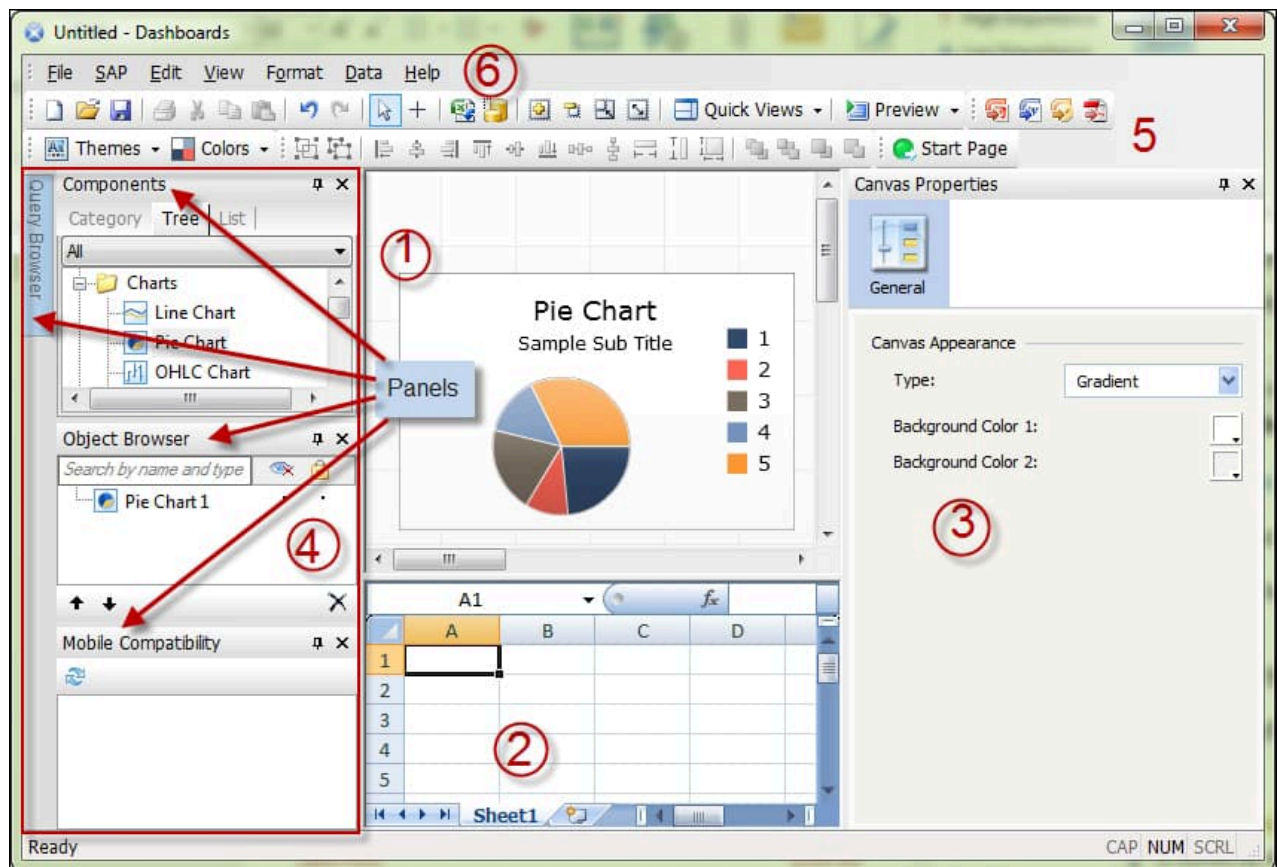 Untitled - Dashboards
File SAP Edit View Format Data Help
6
Quick Views
Preview
5
Themes
Colors
Start Page
Query Browser
Components
Category Tree List
All
Charts
Line Chart
Pie Chart
OHLC Chart
Panels
Object Browser
Search by name and type
Pie Chart 1
4
Mobile Compatibility
1
Pie Chart
Sample Sub Title
1
2
3
4
5
A1
fx
A B C D
1
2
3
4
5
2
Sheet1
Canvas Properties
General
Canvas Appearance
Type: Gradient
Background Color 1:
Background Color 2:
3
Ready
CAP NUM SCRL